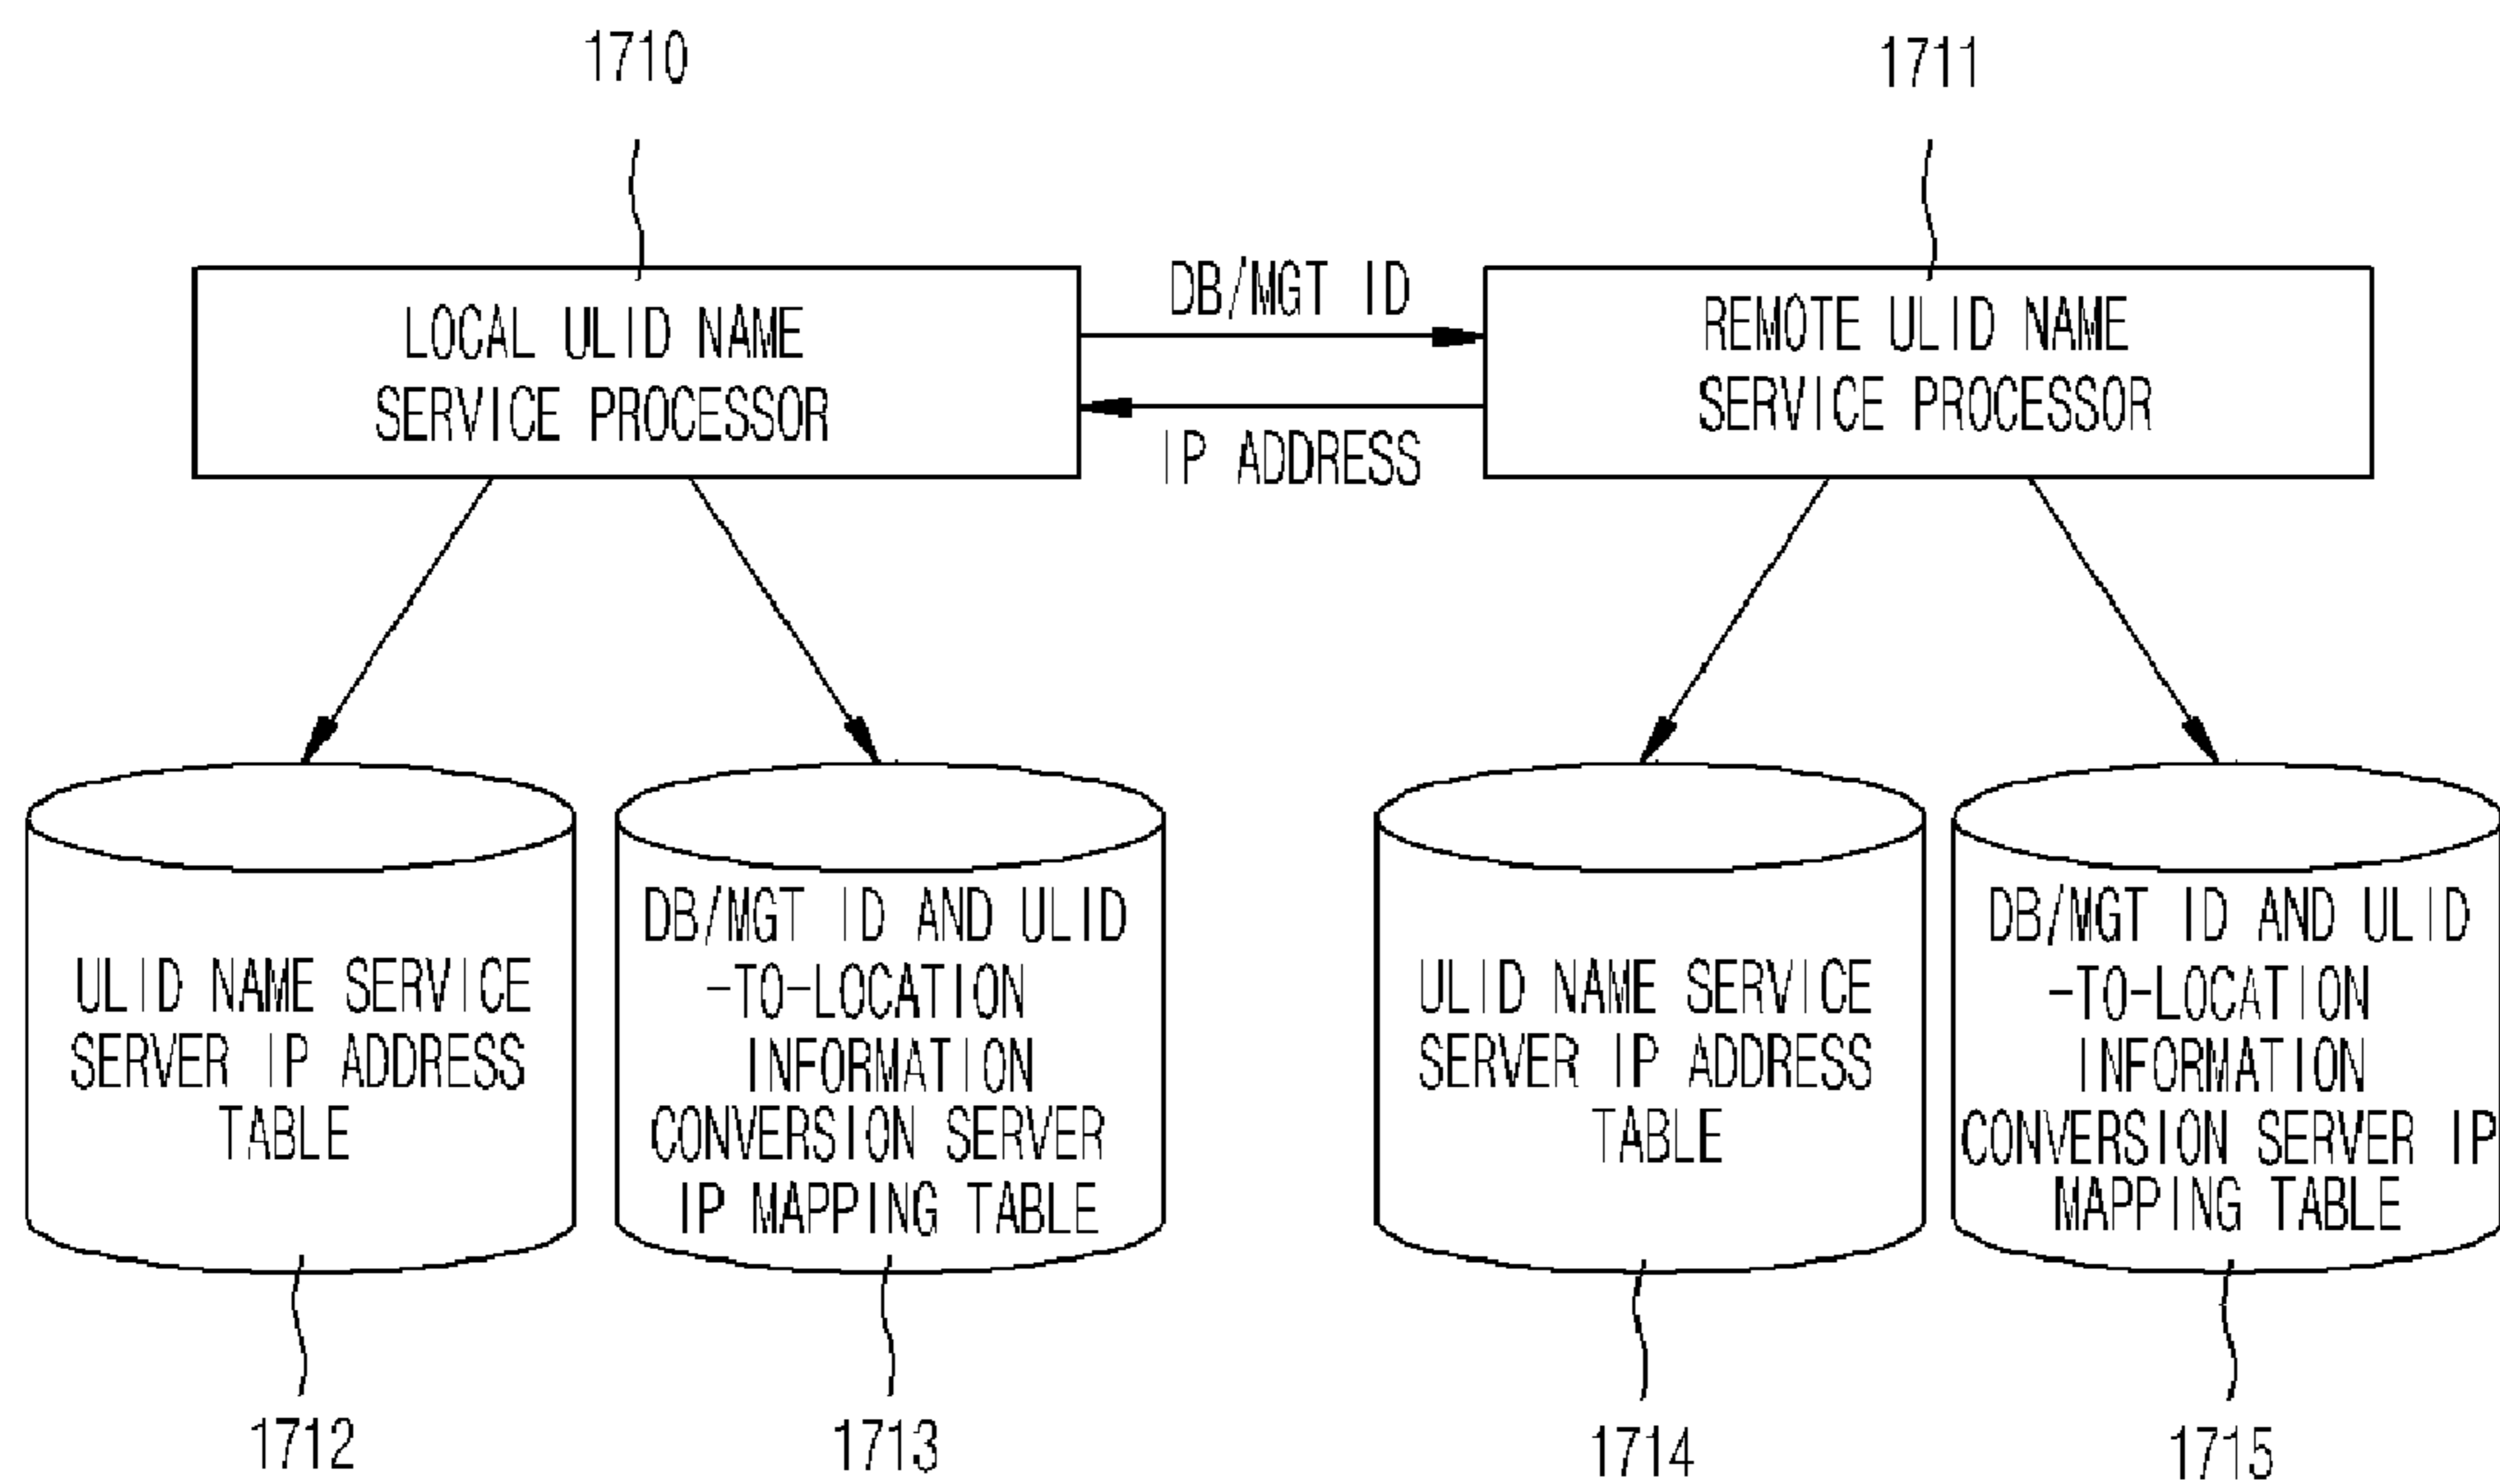 1710
1711
LOCAL ULID NAME
SERVICE PROCESSOR
DB/MGT ID
IP ADDRESS
REMOTE ULID NAME
SERVICE PROCESSOR
ULID NAME SERVICE
SERVER IP ADDRESS
TABLE
DB/MGT ID AND ULID
-TO-LOCATION
INFORMATION
CONVERSION SERVER
IP MAPPING TABLE
ULID NAME SERVICE
SERVER IP ADDRESS
TABLE
DB/MGT ID AND ULID
-TO-LOCATION
INFORMATION
CONVERSION SERVER IP
MAPPING TABLE
1712
1713
1714
1715